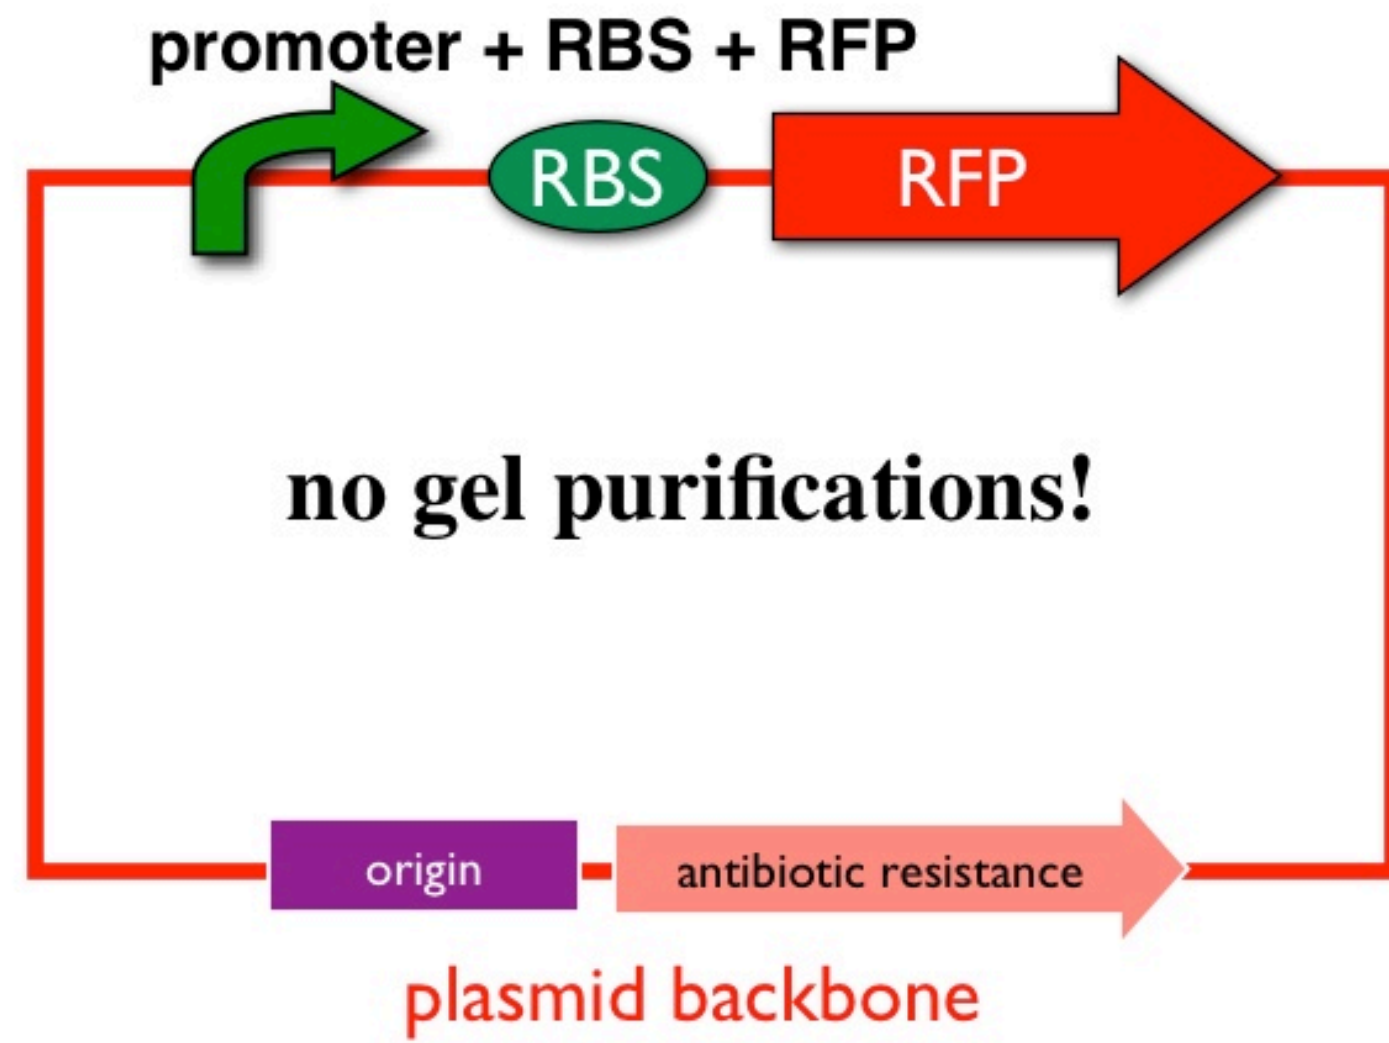 promoter + RBS + RFP
RBS
RFP
no gel purifications!
origin
antibiotic resistance
plasmid backbone